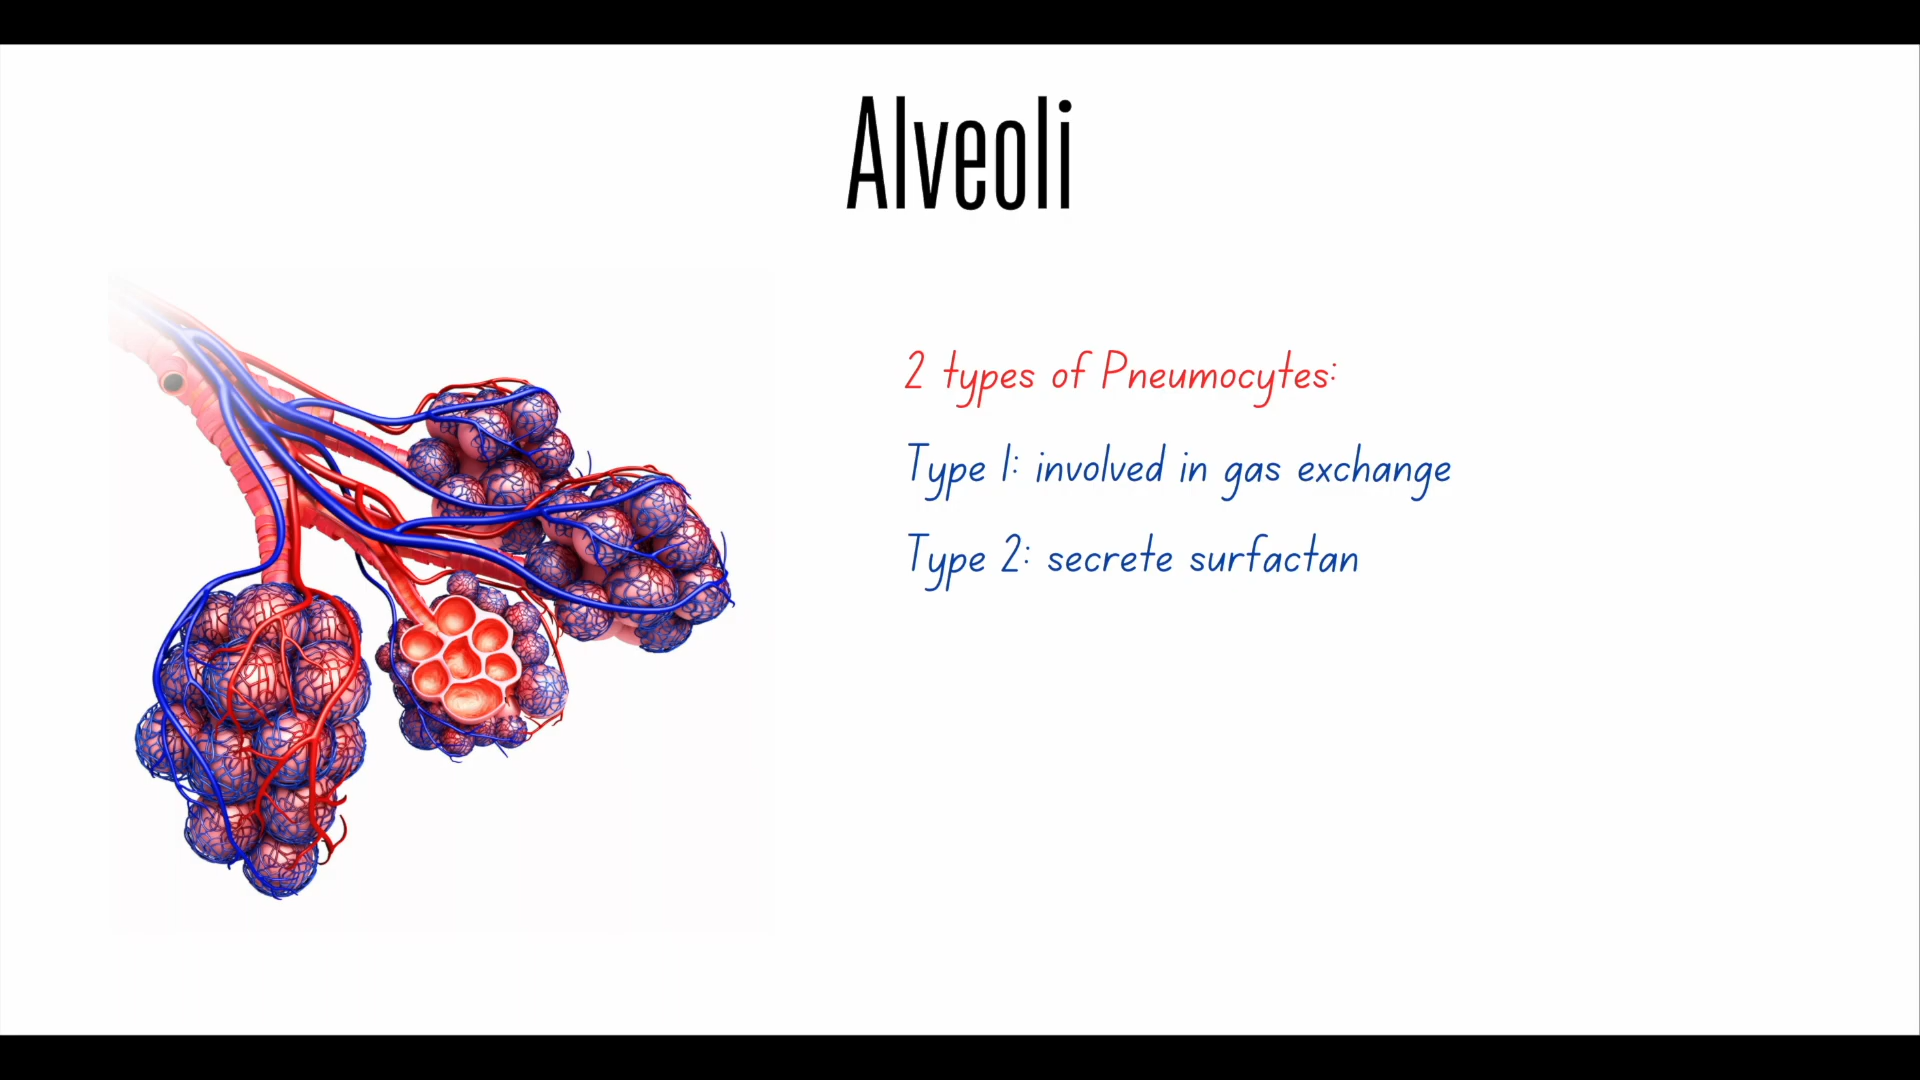 Alveoli
2 types of Pneumocytes:
Type 1: involved in gas exchange
Type 2: secrete surfactan